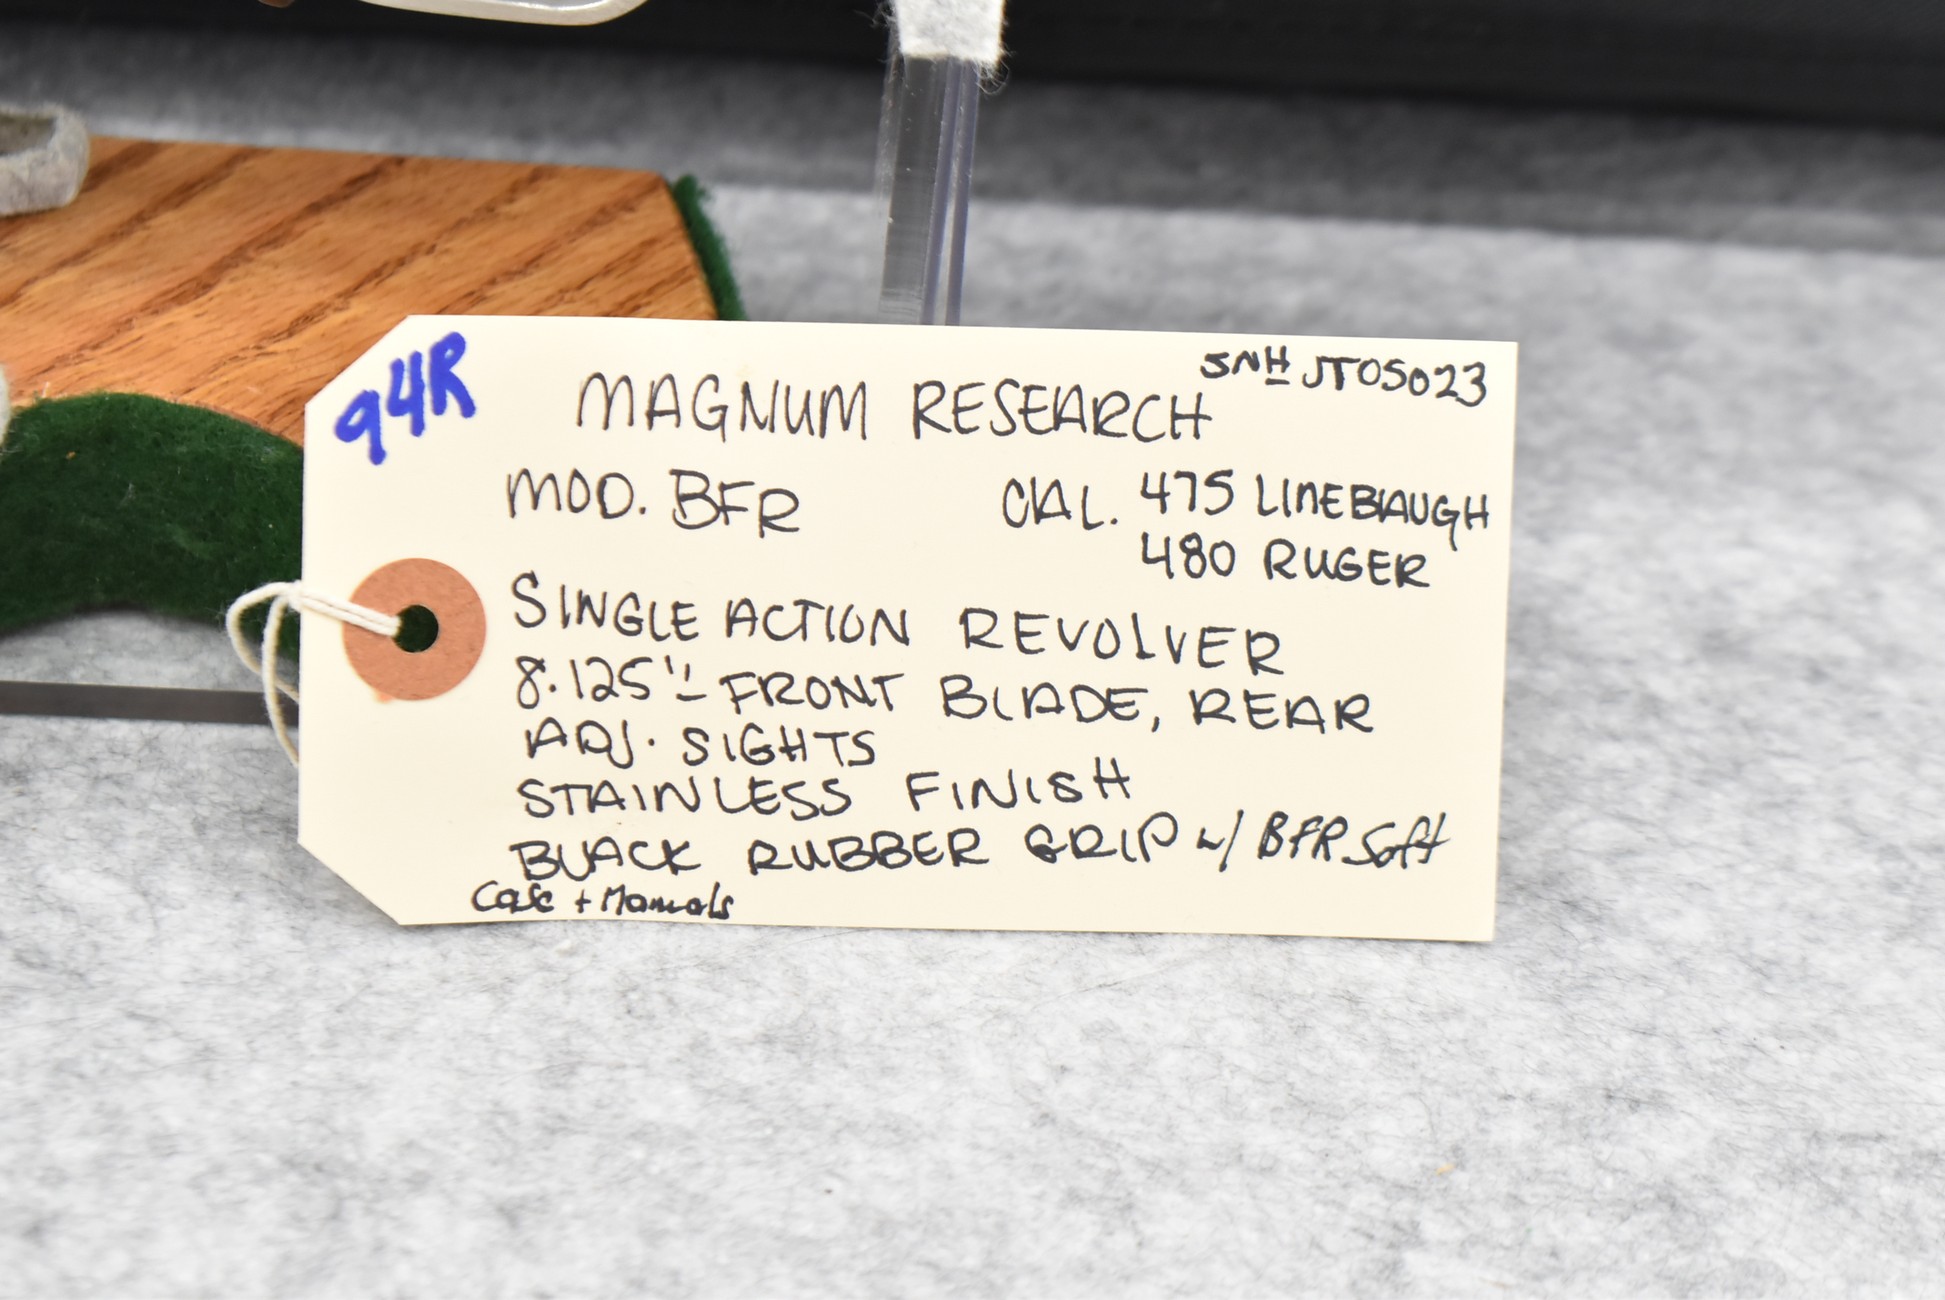 94R
SN# JT05023
MAGNUM RESEARCH
MOD. BFR CAL. 475 LINEBAUGH
480 RUGER
SINGLE ACTION REVOLVER
8.125" - FRONT BLADE, REAR
ADJ. SIGHTS
STAINLESS FINISH
BLACK RUBBER GRIP w/ BFR Soft
Case + Manuals